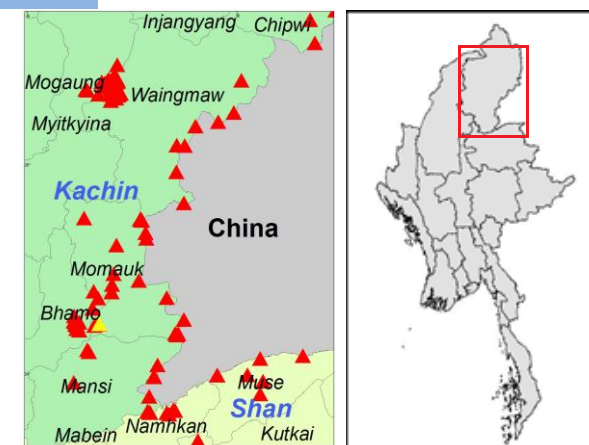 Injangyang
Chipwi
Mogaung
Waingmaw
Myitkyina
Kachin
China
Momauk
Bhamo
Mansi
Muse
Shan
Namhkan
Mabein
Kutkai